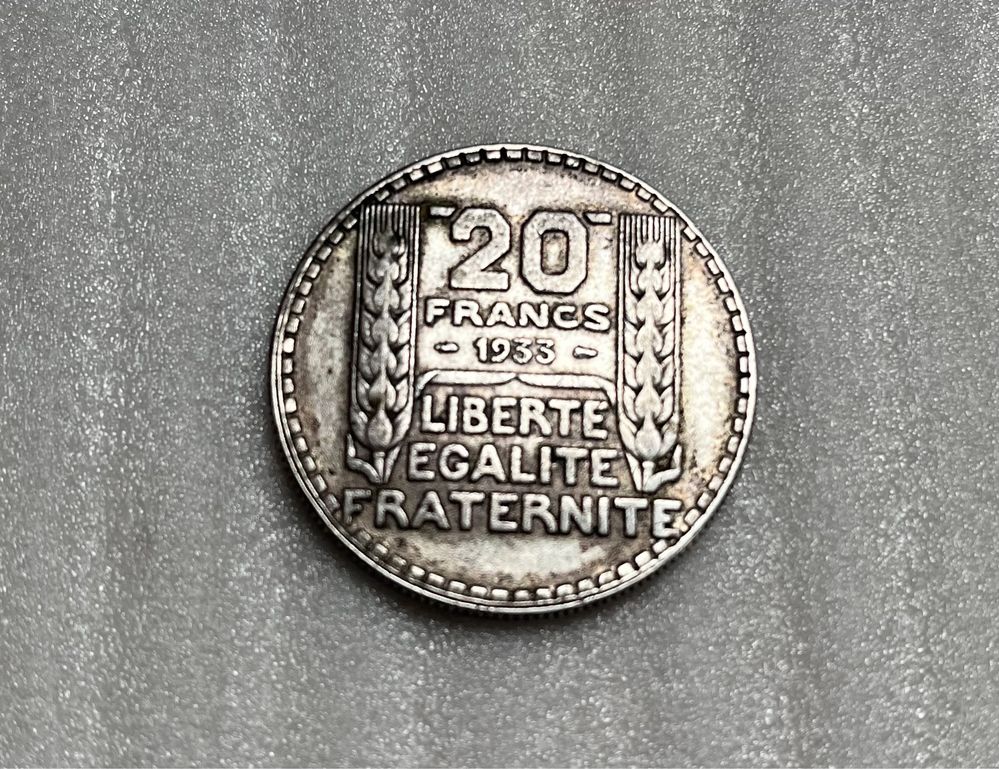 20
FRANCS
- 1933 -
LIBERTE
EGALITE
FRATERNITE